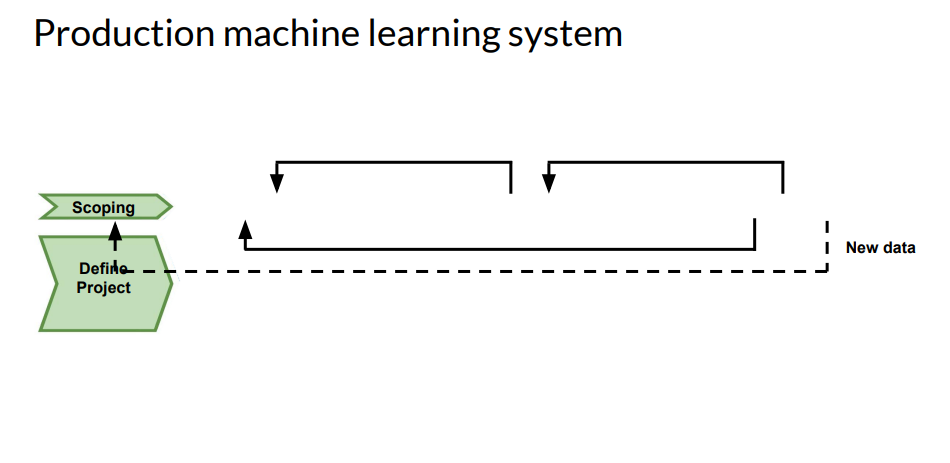 Production machine learning system
Scoping
Define
Project
New data